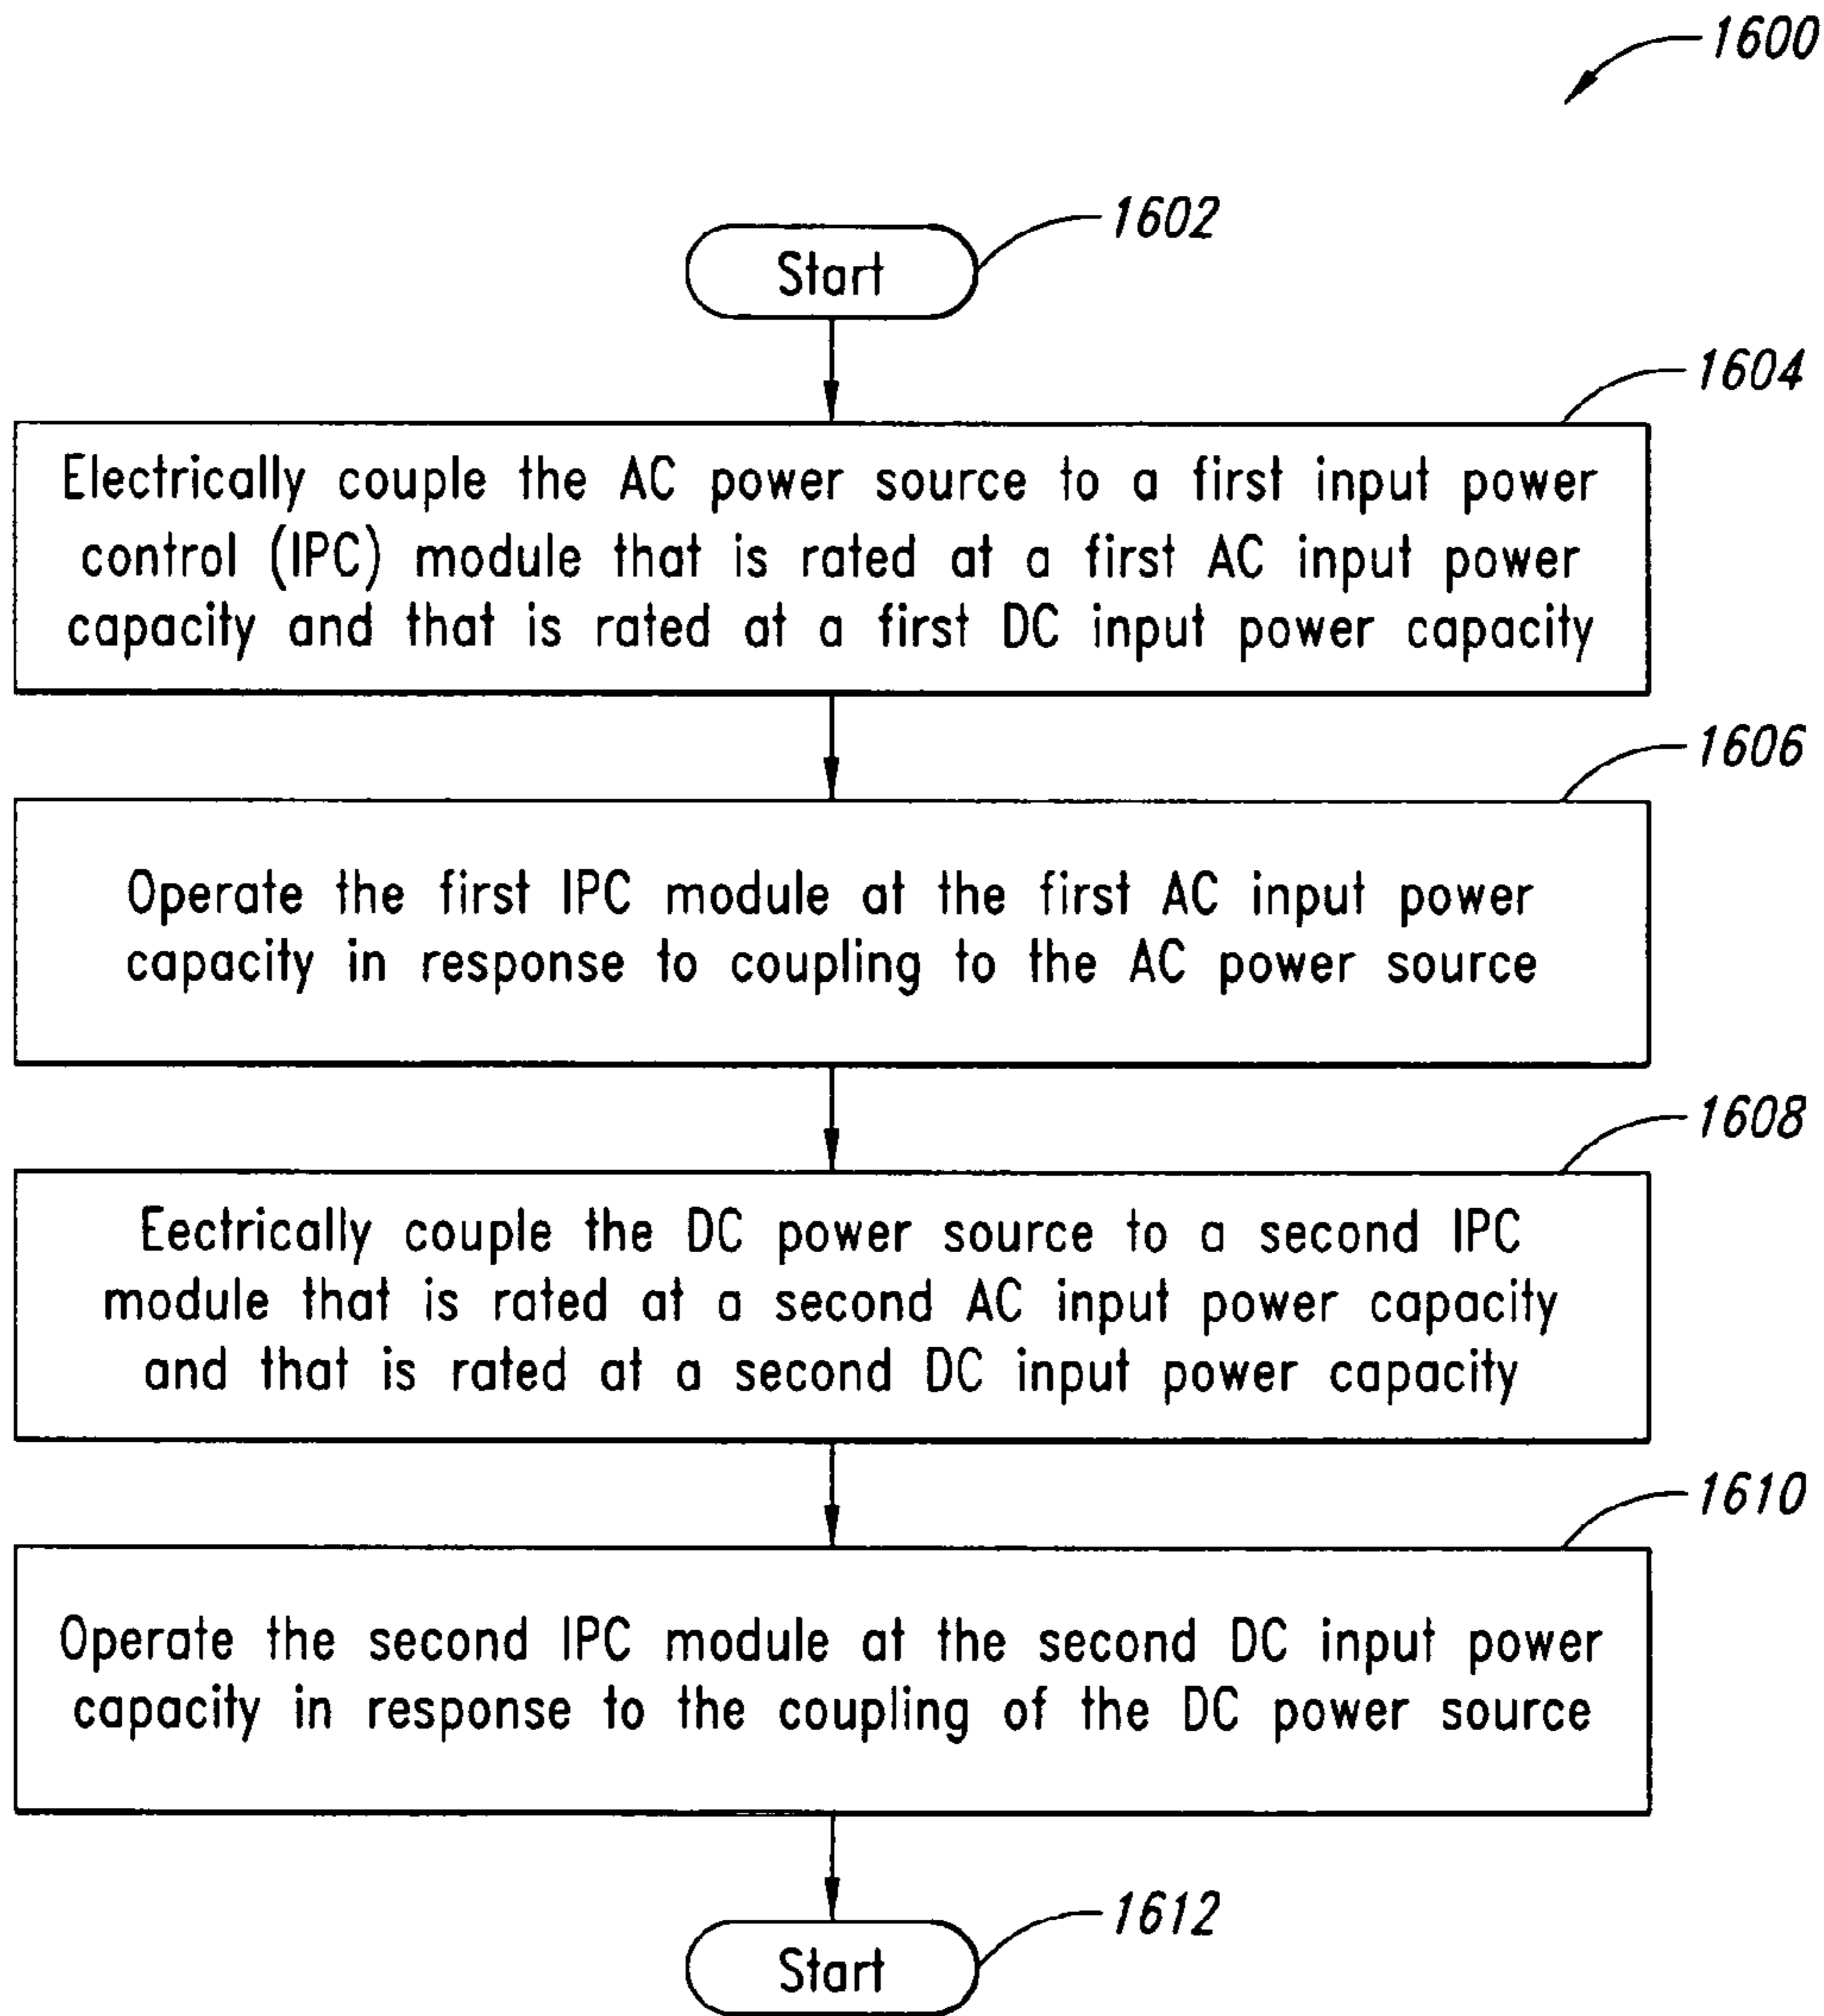 1600
1602
Start
1604
Electrically couple the AC power source to a first input power
control (IPC) module that is rated at a first AC input power
capacity and that is rated at a first DC input power capacity
1606
Operate the first IPC module at the first AC input power
capacity in response to coupling to the AC power source
1608
Eectrically couple the DC power source to a second IPC
module that is rated at a second AC input power capacity
and that is rated at a second DC input power capacity
1610
Operate the second IPC module at the second DC input power
capacity in response to the coupling of the DC power source
1612
Start